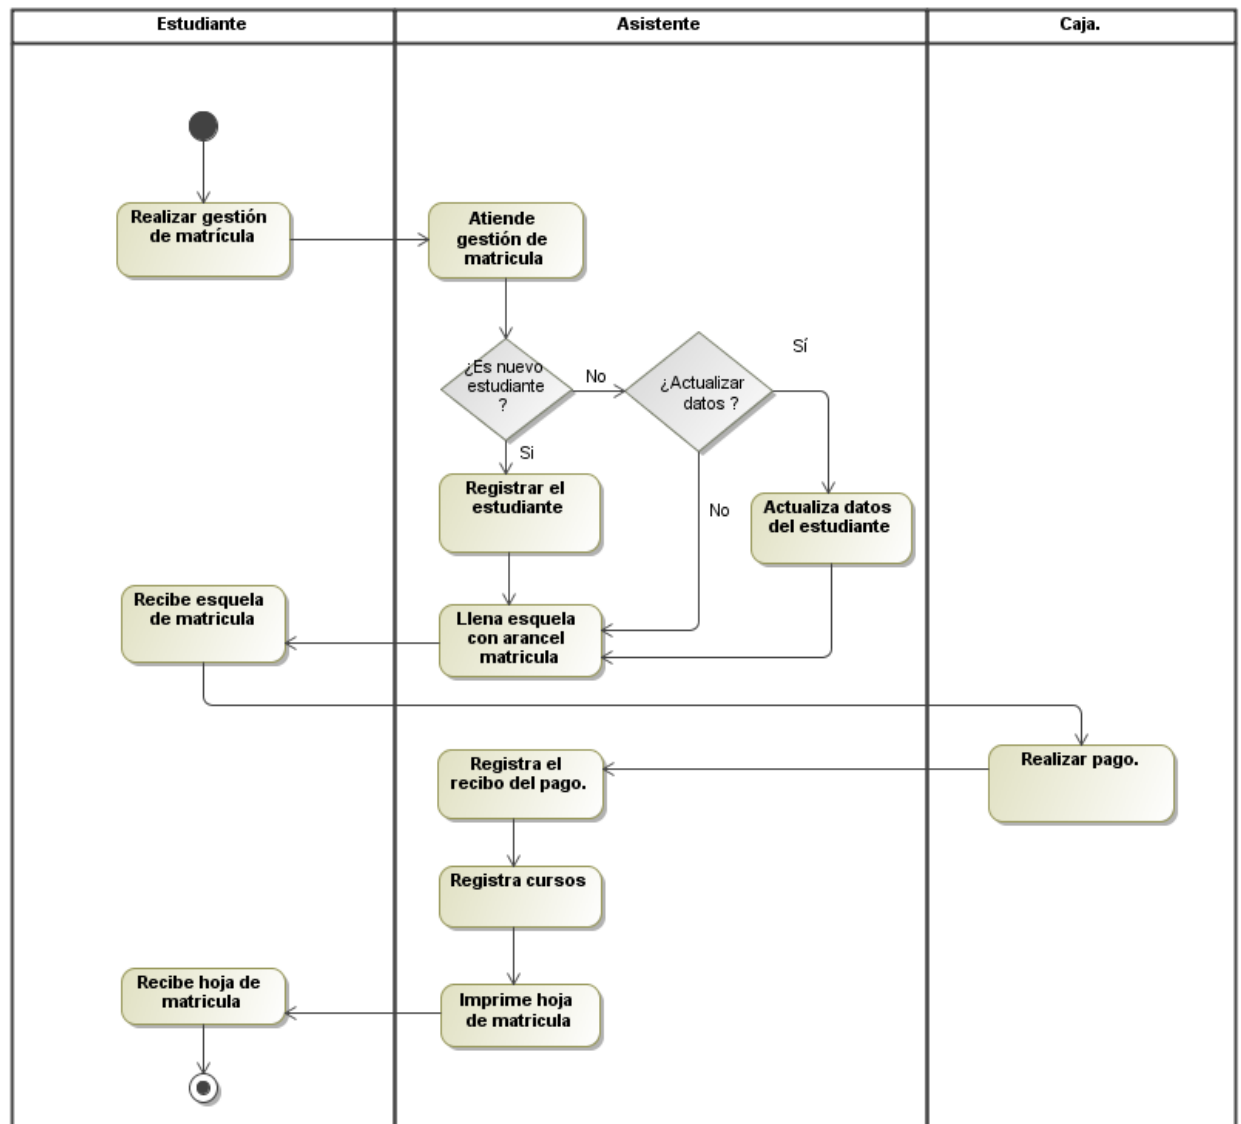 Estudiante
Asistente
Caja.
Realizar gestión
de matrícula
Atiende
gestión de
matricula
¿Es nuevo
estudiante
?
No
¿Actualizar
datos ?
Sí
Si
Registrar el
estudiante
No
Actualiza datos
del estudiante
Recibe esquela
de matricula
Llena esquela
con arancel
matricula
Registra el
recibo del pago.
Realizar pago.
Registra cursos
Recibe hoja de
matricula
Imprime hoja
de matricula